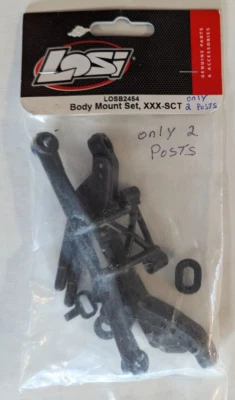 LOSI
GENUINE PARTS
& ACCESSORIES
LOSB2454
Body Mount Set, XXX-SCT
only
2 Posts
only 2
Posts